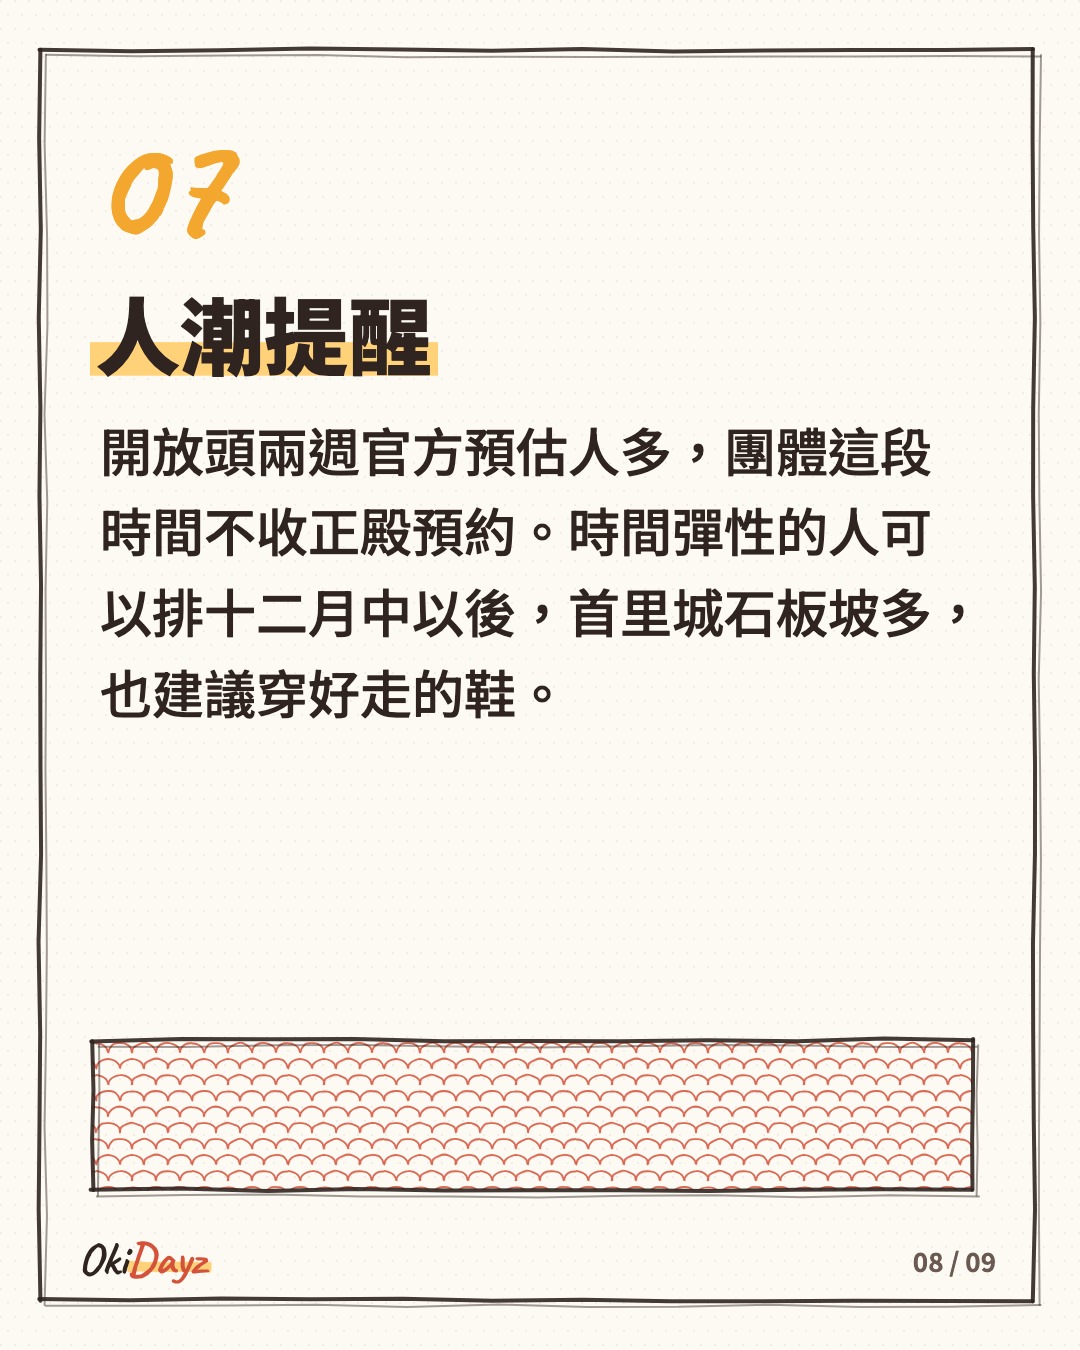 07
人潮提醒
開放頭兩週官方預估人多，團體這段
時間不收正殿預約。時間彈性的人可
以排十二月中以後，首里城石板坡多，
也建議穿好走的鞋。
OkiDayz
08 / 09